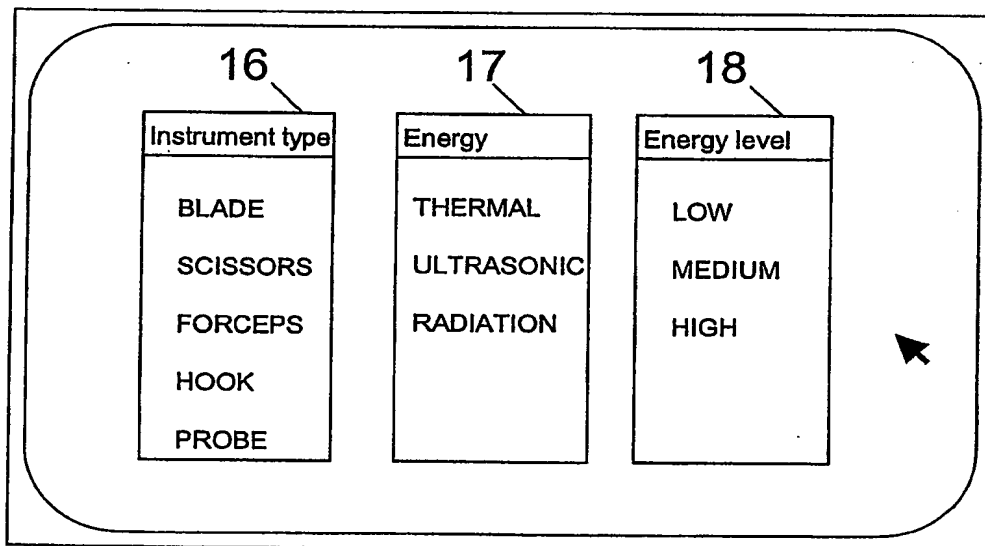 16 17 18
Instrument type Energy Energy level
BLADE THERMAL LOW
SCISSORS ULTRASONIC MEDIUM
FORCEPS RADIATION HIGH
HOOK
PROBE